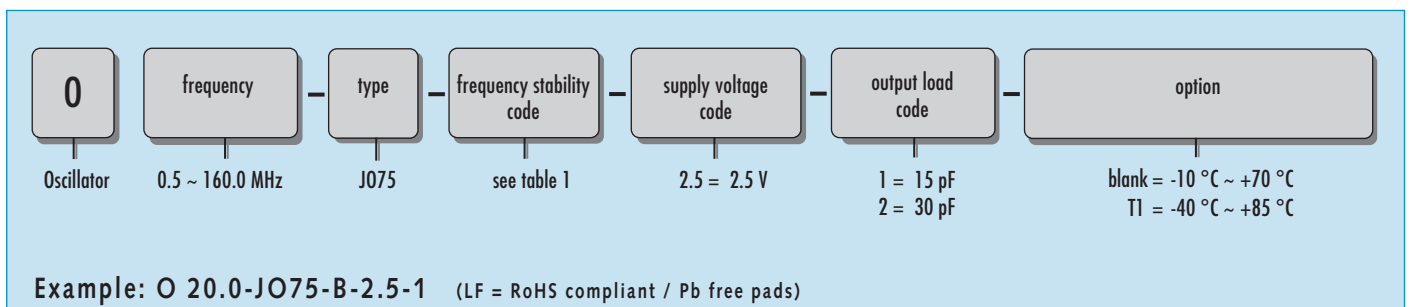 O
frequency
–
type
–
frequency stability
code
–
supply voltage
code
–
output load
code
–
option
Oscillator
0.5 ~ 160.0 MHz
JO75
see table 1
2.5 = 2.5 V
1 = 15 pF
2 = 30 pF
blank = -10 °C ~ +70 °C
T1 = -40 °C ~ +85 °C
Example: O 20.0-JO75-B-2.5-1 (LF = RoHS compliant / Pb free pads)